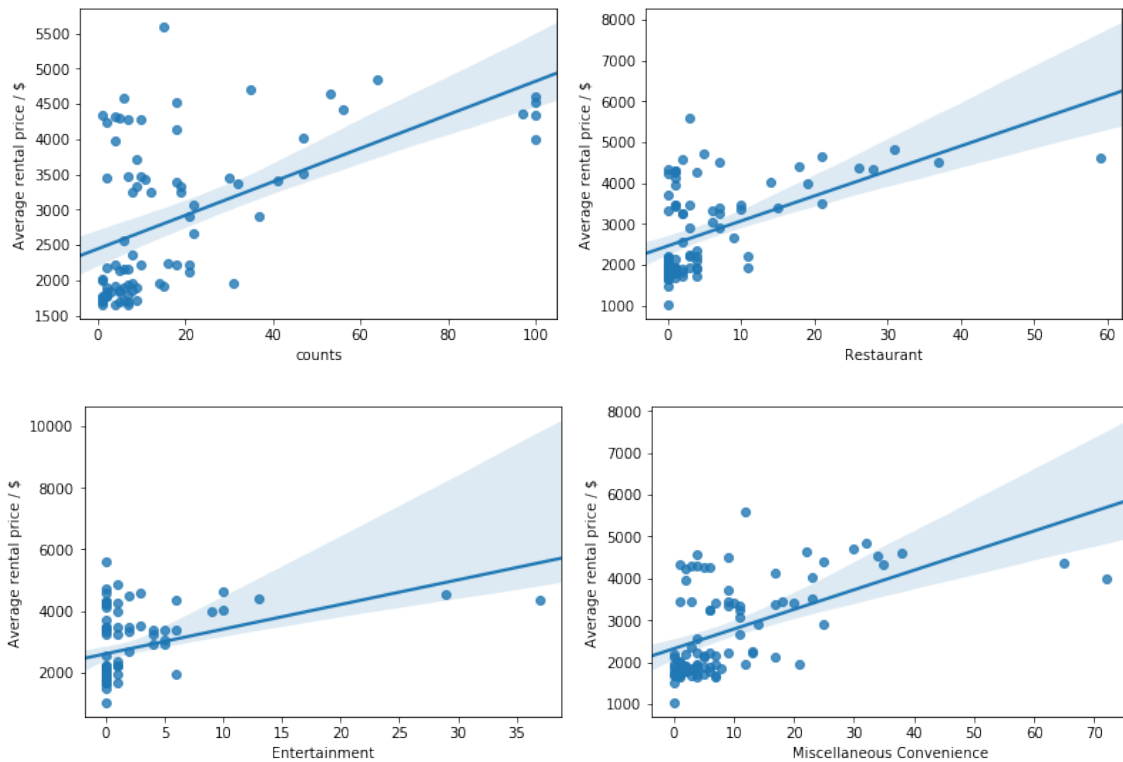 Average rental price / $
5500
5000
4500
4000
3500
3000
2500
2000
1500
0 20 40 60 80 100
counts
Average rental price / $
8000
7000
6000
5000
4000
3000
2000
1000
0 10 20 30 40 50 60
Restaurant
Average rental price / $
10000
8000
6000
4000
2000
0 5 10 15 20 25 30 35
Entertainment
Average rental price / $
8000
7000
6000
5000
4000
3000
2000
1000
0 10 20 30 40 50 60 70
Miscellaneous Convenience